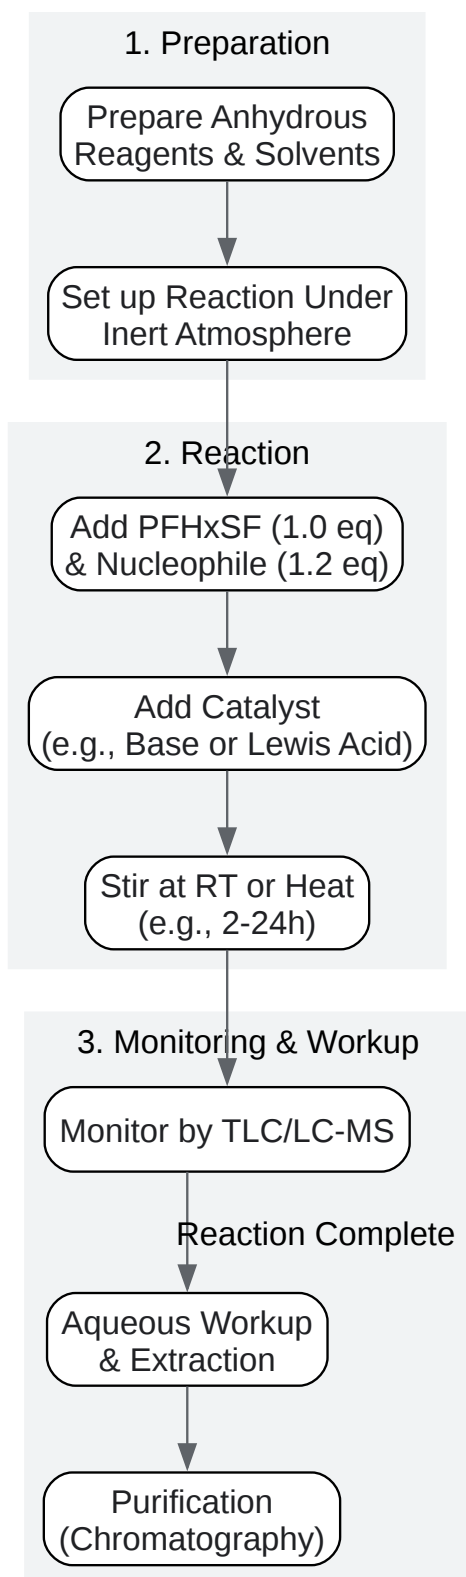 1. Preparation
Prepare Anhydrous
Reagents & Solvents
Set up Reaction Under
Inert Atmosphere
2. Reaction
Add PFHxSF (1.0 eq)
& Nucleophile (1.2 eq)
Add Catalyst
(e.g., Base or Lewis Acid)
Stir at RT or Heat
(e.g., 2-24h)
3. Monitoring & Workup
Monitor by TLC/LC-MS
Reaction Complete
Aqueous Workup
& Extraction
Purification
(Chromatography)